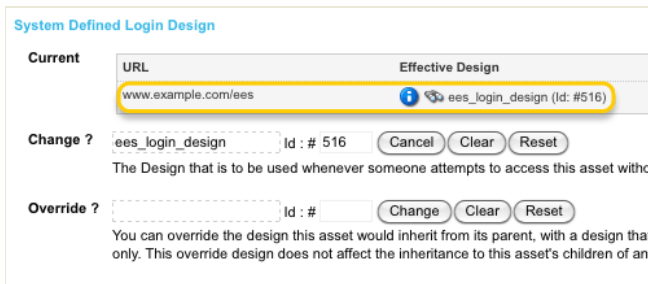 System Defined Login Design
Current
URL Effective Design
www.example.com/ees ees_login_design (Id: #516)
Change ? ees_login_design Id : # 516 Cancel Clear Reset
The Design that is to be used whenever someone attempts to access this asset witho
Override ? Id : # Change Clear Reset
You can override the design this asset would inherit from its parent, with a design tha
only. This override design does not affect the inheritance to this asset's children of an